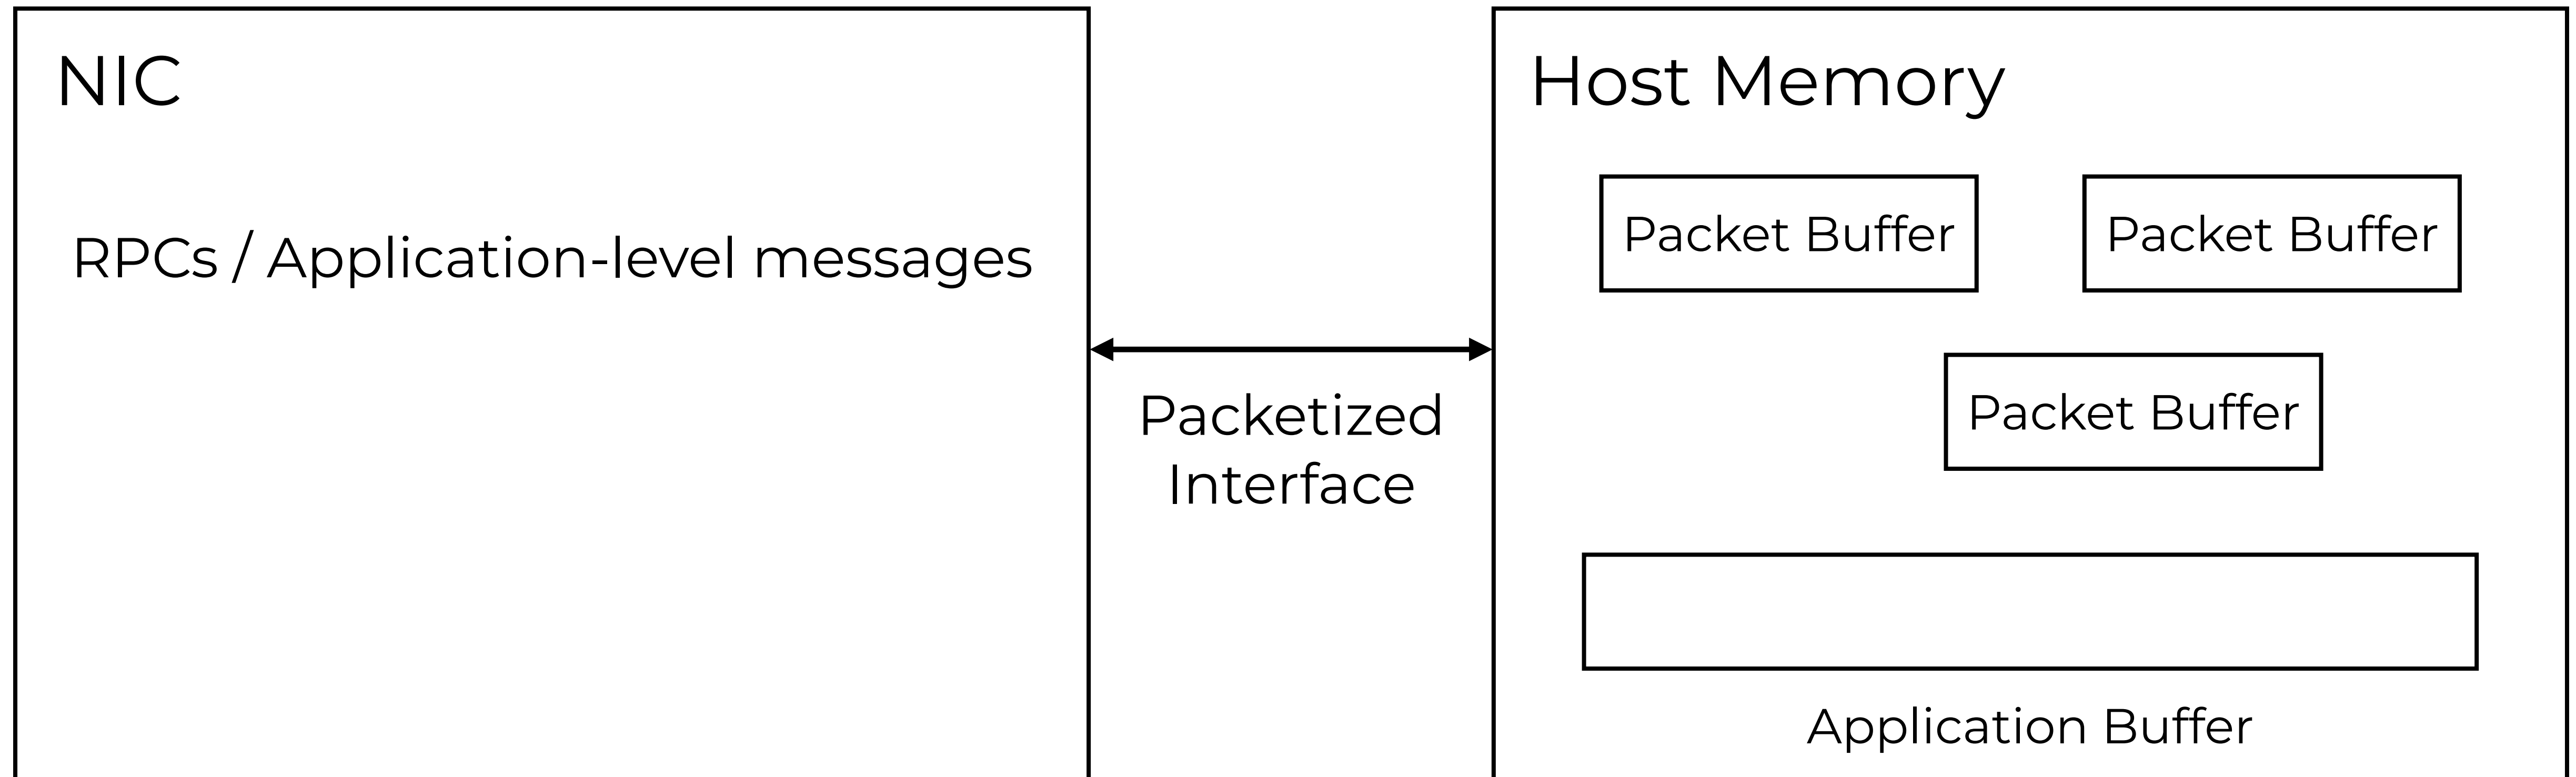 NIC
RPCs / Application-level messages
Packetized
Interface
Host Memory
Packet Buffer
Packet Buffer
Packet Buffer
Application Buffer